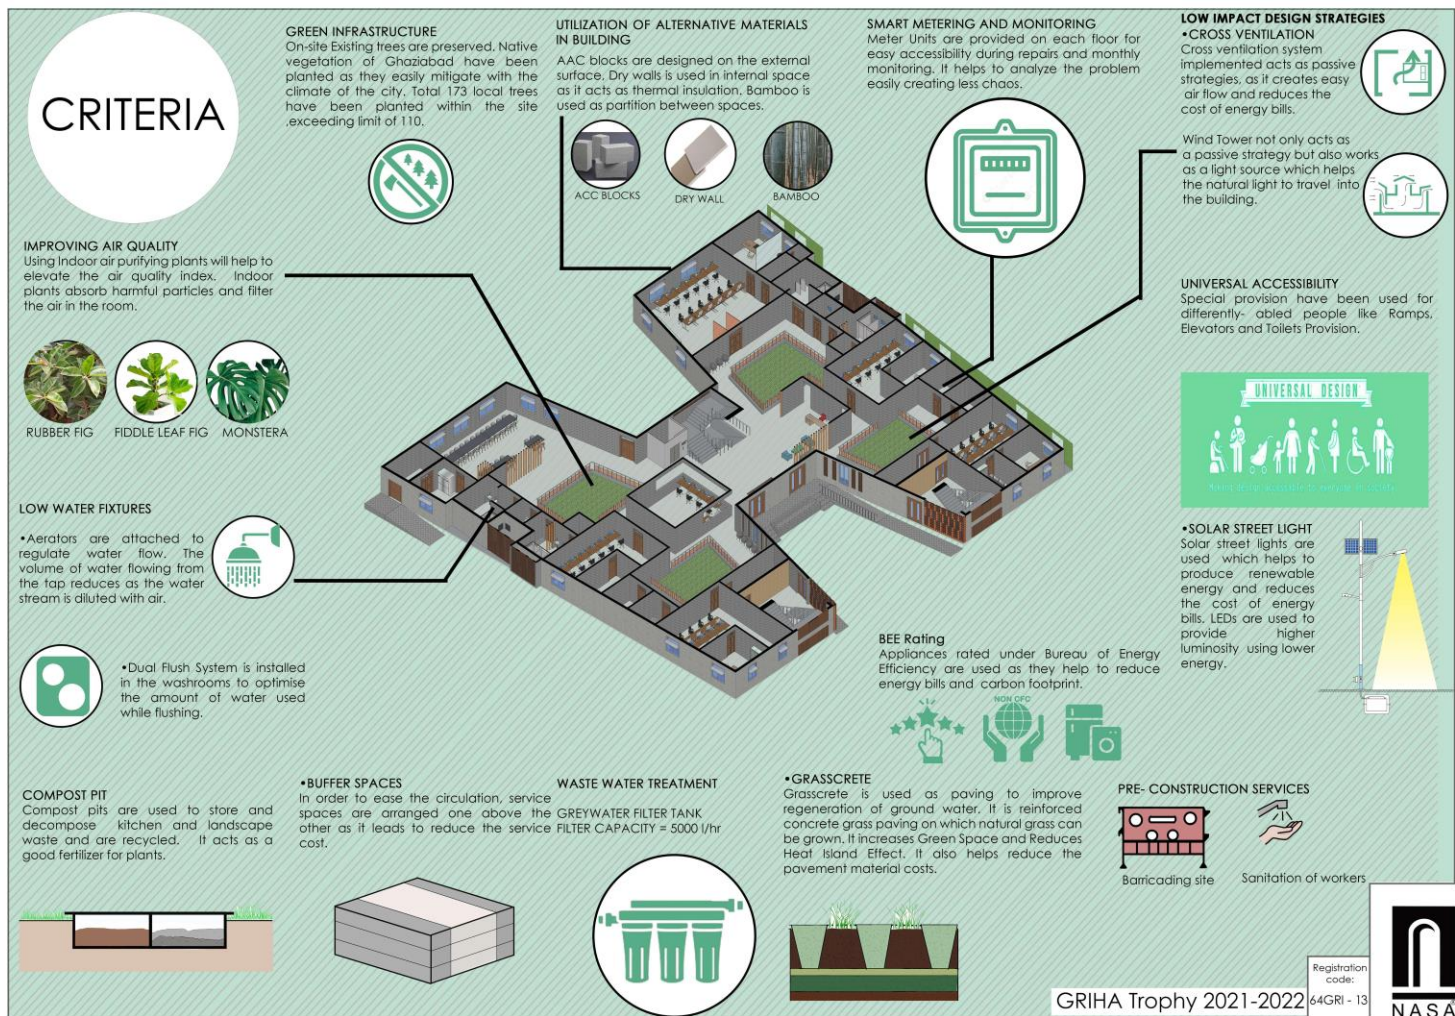 CRITERIA
GREEN INFRASTRUCTURE
On-site Existing trees are preserved. Native
vegetation of Ghaziabad have been
planted as they easily mitigate with the
climate of the city. Total 173 local trees
have been planted within the site
,exceeding limit of 110.
UTILIZATION OF ALTERNATIVE MATERIALS
IN BUILDING
AAC blocks are designed on the external
surface. Dry walls is used in internal space
as it acts as thermal insulation. Bamboo is
used as partition between spaces.
ACC BLOCKS
DRY WALL
BAMBOO
SMART METERING AND MONITORING
Meter Units are provided on each floor for
easy accessibility during repairs and monthly
monitoring. It helps to analyze the problem
easily creating less chaos.
LOW IMPACT DESIGN STRATEGIES
•CROSS VENTILATION
Cross ventilation system
implemented acts as passive
strategies, as it creates easy
air flow and reduces the
cost of energy bills.
Wind Tower not only acts as
a passive strategy but also works
as a light source which helps
the natural light to travel into
the building.
IMPROVING AIR QUALITY
Using Indoor air purifying plants will help to
elevate the air quality index. Indoor
plants absorb harmful particles and filter
the air in the room.
RUBBER FIG
FIDDLE LEAF FIG
MONSTERA
UNIVERSAL ACCESSIBILITY
Special provision have been used for
differently- abled people like Ramps,
Elevators and Toilets Provision.
UNIVERSAL DESIGN
LOW WATER FIXTURES
•Aerators are attached to
regulate water flow. The
volume of water flowing from
the tap reduces as the water
stream is diluted with air.
•Dual Flush System is installed
in the washrooms to optimise
the amount of water used
while flushing.
•SOLAR STREET LIGHT
Solar street lights are
used which helps to
produce renewable
energy and reduces
the cost of energy
bills. LEDs are used to
provide higher
luminosity using lower
energy.
BEE Rating
Appliances rated under Bureau of Energy
Efficiency are used as they help to reduce
energy bills and carbon footprint.
NON CFC
COMPOST PIT
Compost pits are used to store and
decompose kitchen and landscape
waste and are recycled. It acts as a
good fertilizer for plants.
•BUFFER SPACES
In order to ease the circulation, service
spaces are arranged one above the
other as it leads to reduce the service
cost.
WASTE WATER TREATMENT
GREYWATER FILTER TANK
FILTER CAPACITY = 5000 l/hr
•GRASSCRETE
Grasscrete is used as paving to improve
regeneration of ground water. It is reinforced
concrete grass paving on which natural grass can
be grown. It increases Green Space and Reduces
Heat Island Effect. It also helps reduce the
pavement material costs.
PRE- CONSTRUCTION SERVICES
Barricading site
Sanitation of workers
GRIHA Trophy 2021-2022
Registration
code:
64GRI - 13
NASA